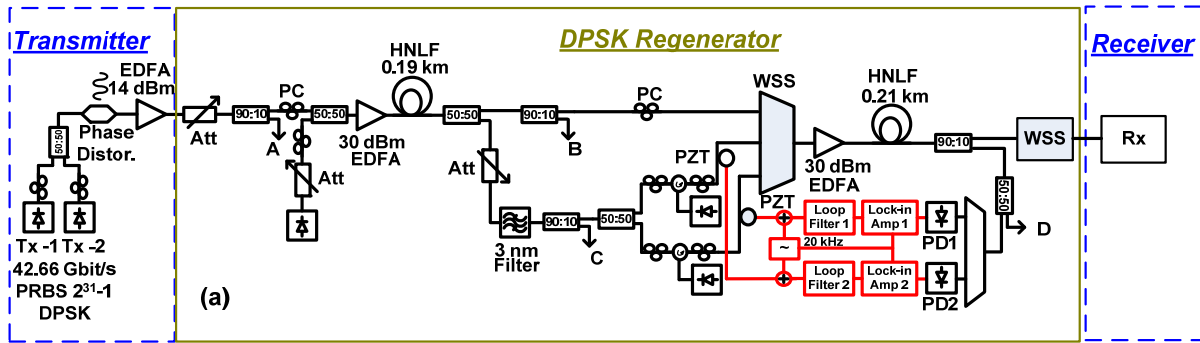 Transmitter
DPSK Regenerator
Receiver
EDFA
14 dBm
Phase
Distor.
50:50
Tx -1 Tx -2
42.66 Gbit/s
PRBS 2³¹-1
DPSK
Att
90:10
A
PC
50:50
Att
30 dBm
EDFA
HNLF
0.19 km
50:50
90:10
B
PC
Att
3 nm
Filter
90:10
C
50:50
PZT
PZT
WSS
30 dBm
EDFA
HNLF
0.21 km
90:10
WSS
Rx
50:50
D
Loop
Filter 1
Lock-in
Amp 1
PD1
~
20 kHz
Loop
Filter 2
Lock-in
Amp 2
PD2
(a)